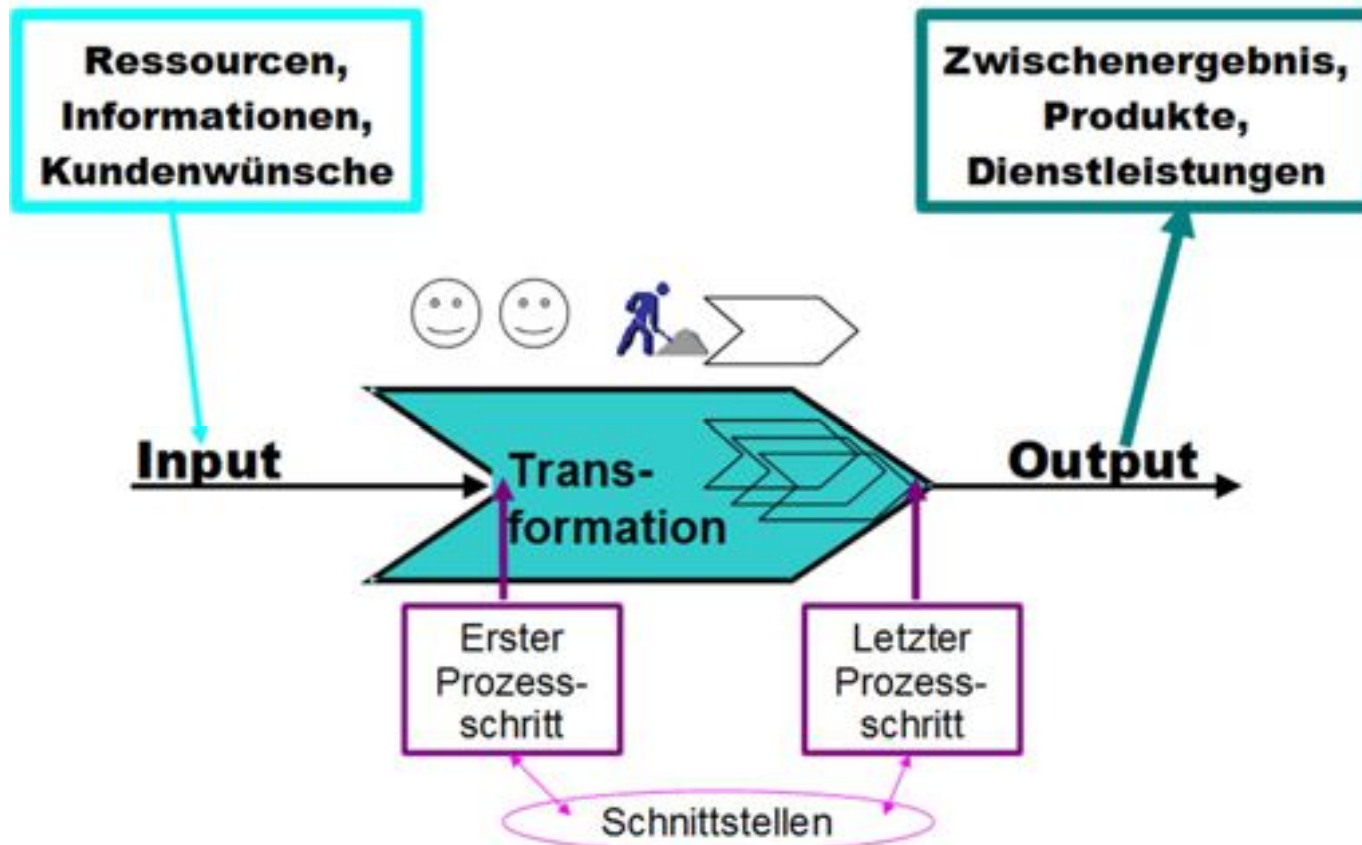 Ressourcen,
Informationen,
Kundenwünsche
Zwischenergebnis,
Produkte,
Dienstleistungen
Input
Trans-
formation
Output
Erster
Prozess-
schritt
Letzter
Prozess-
schritt
Schnittstellen